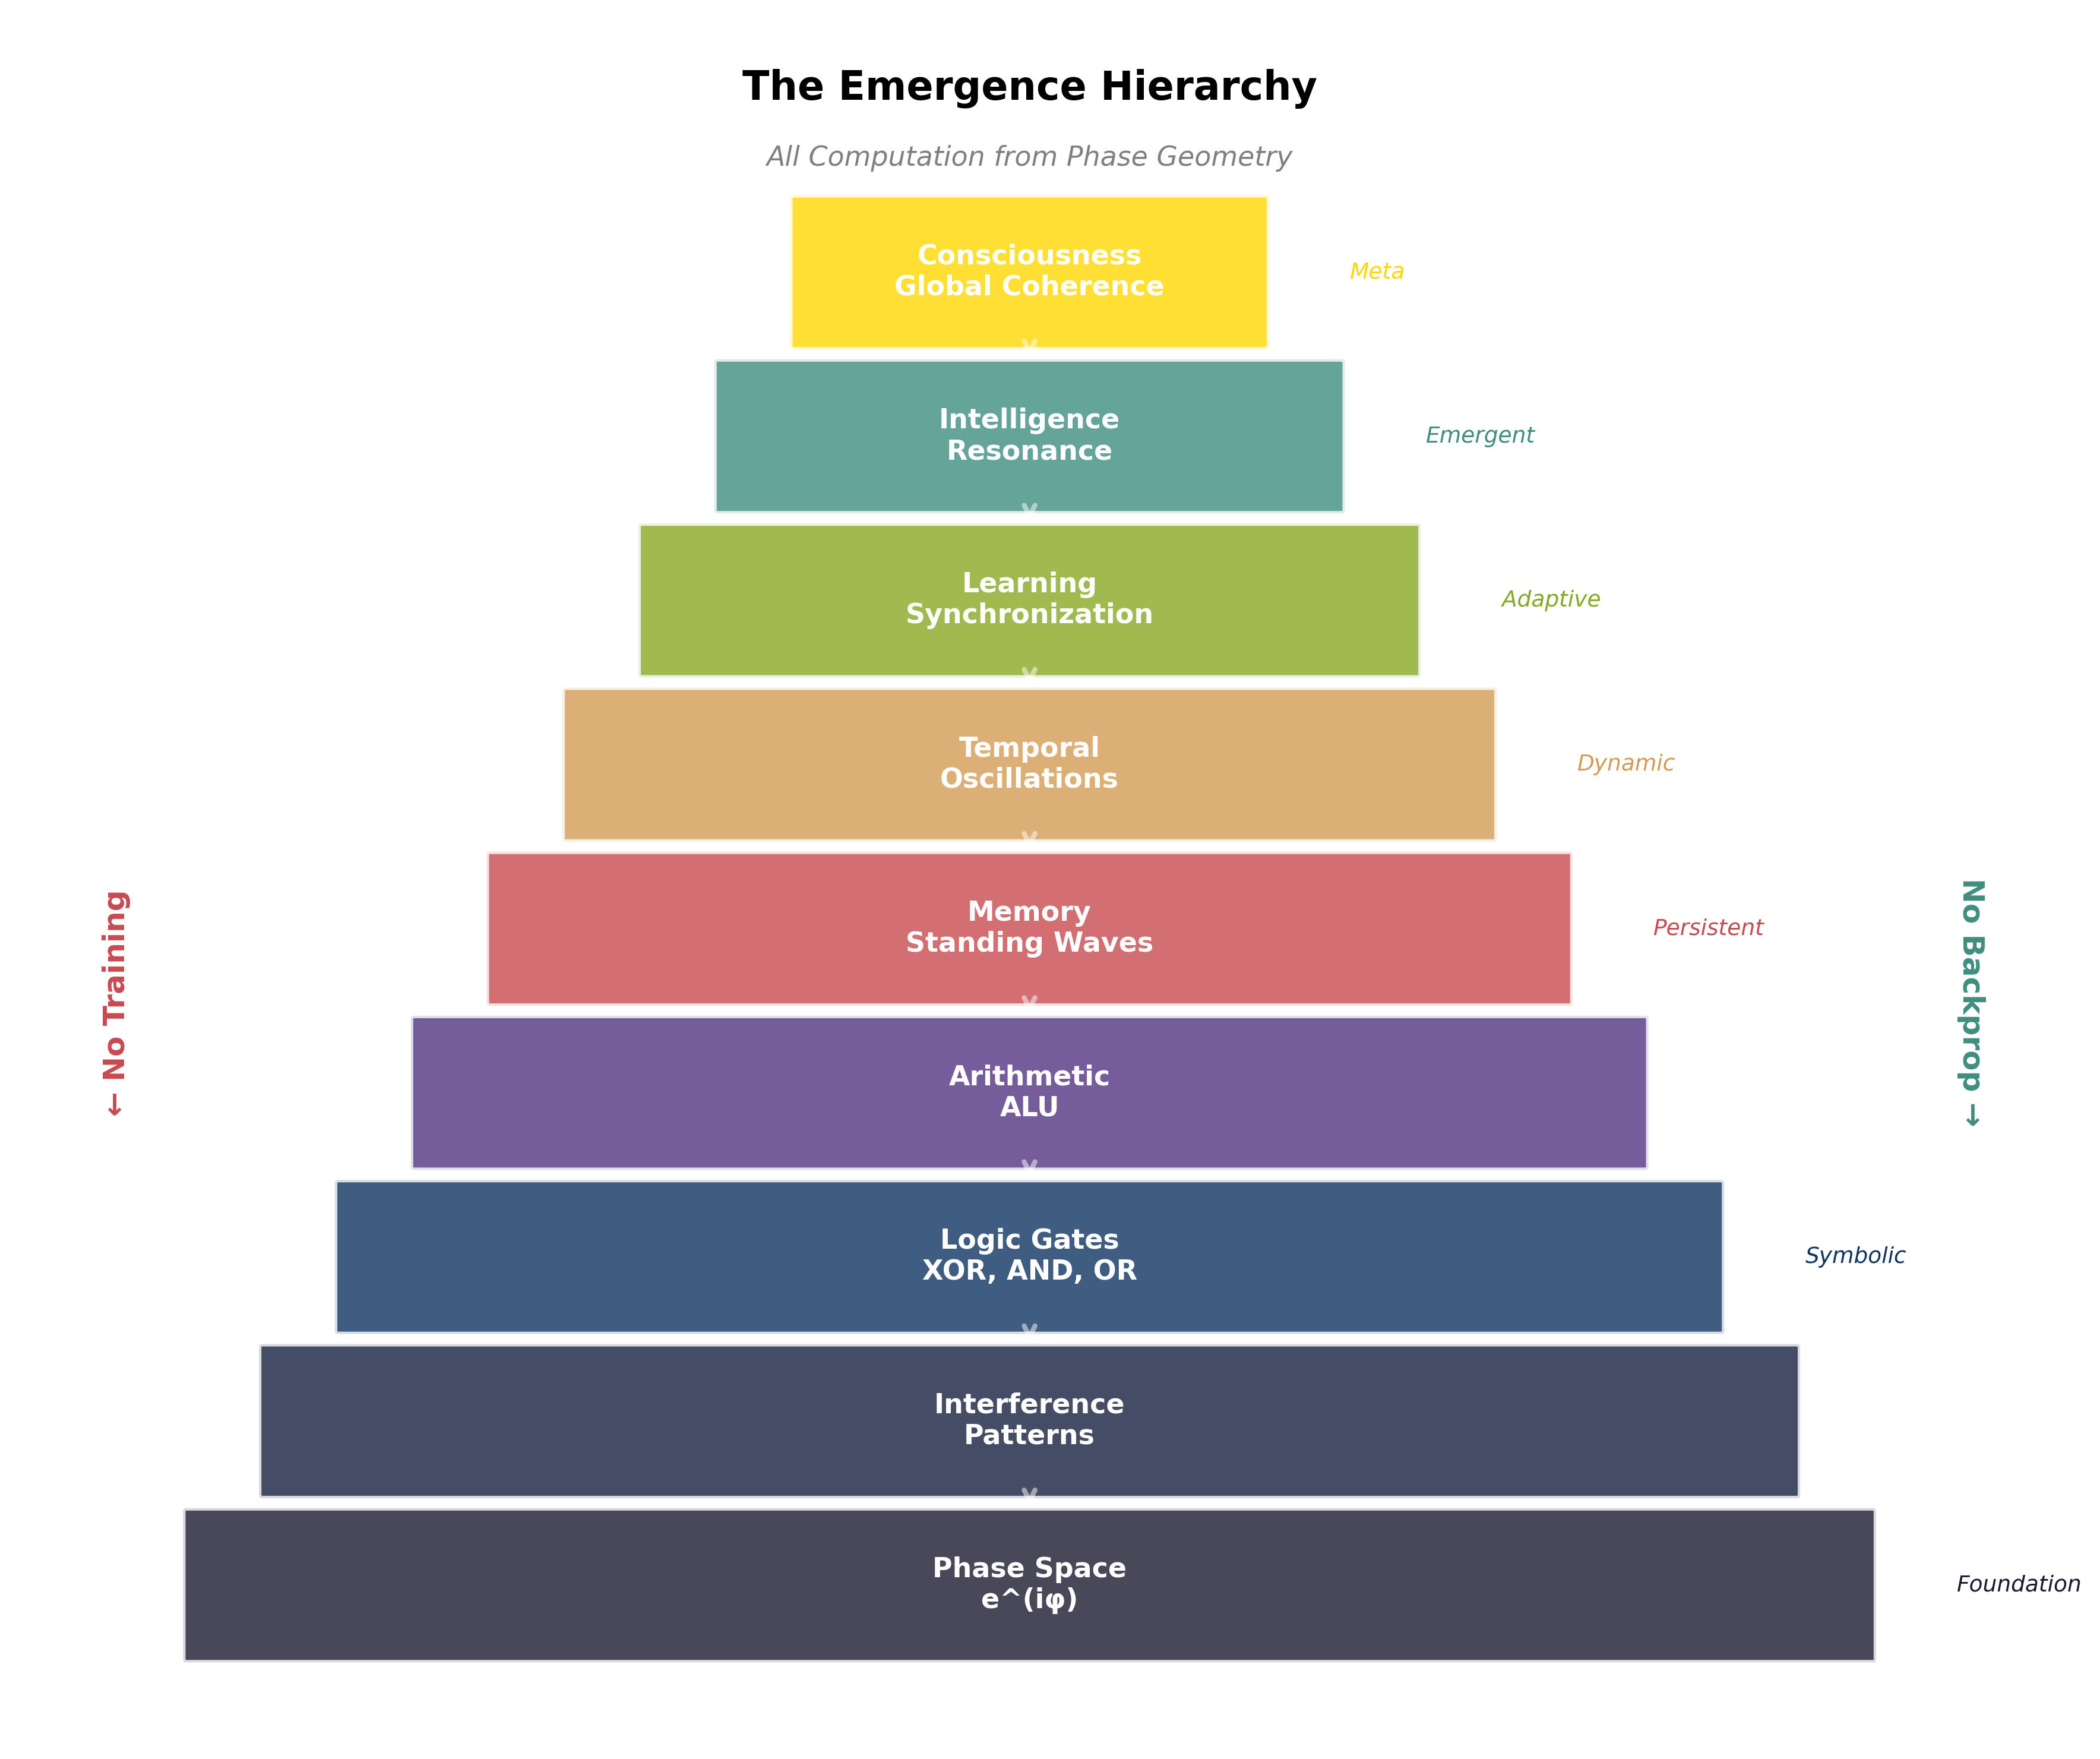 The Emergence Hierarchy
All Computation from Phase Geometry
Consciousness
Global Coherence
Meta
Intelligence
Resonance
Emergent
Learning
Synchronization
Adaptive
Temporal
Oscillations
Dynamic
Memory
Standing Waves
Persistent
← No Training
No Backprop →
Arithmetic
ALU
Logic Gates
XOR, AND, OR
Symbolic
Interference
Patterns
Phase Space
e^(iφ)
Foundation